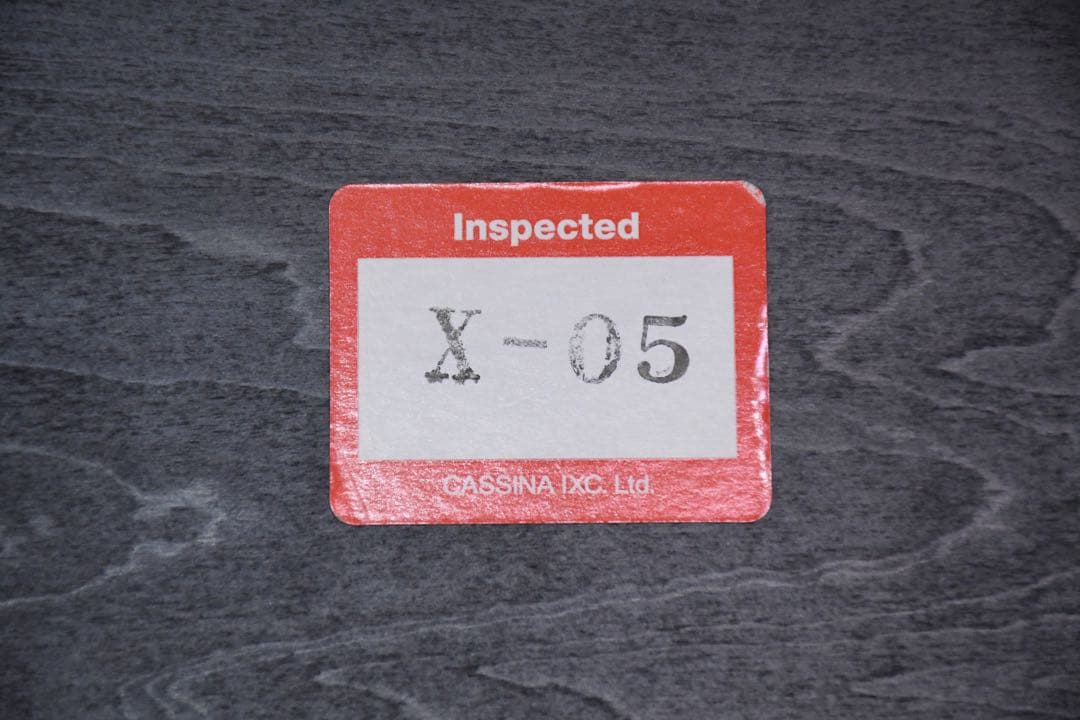 Inspected
X-05
CASSINA IXC. Ltd.